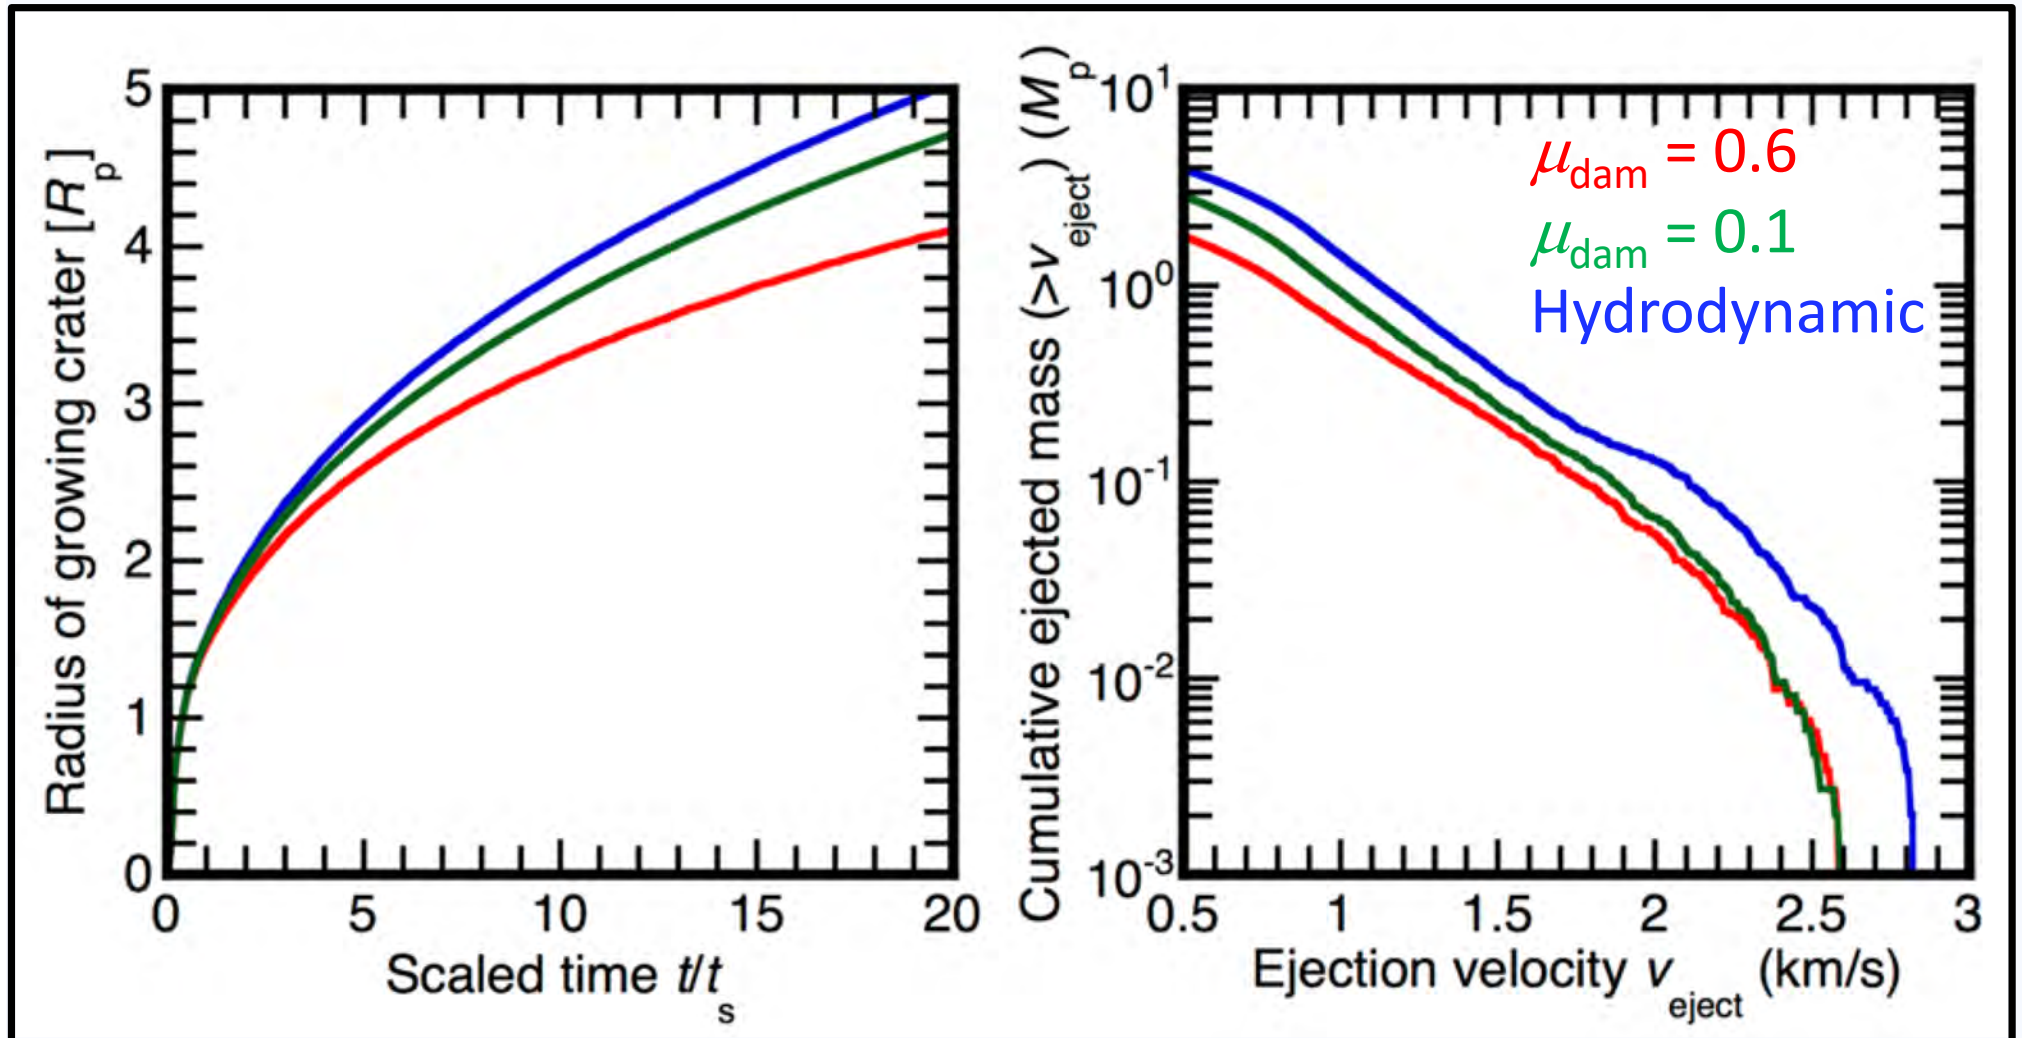 Radius of growing crater [Rp]
5
4
3
2
1
0
0 5 10 15 20
Scaled time t/ts
Cumulative ejected mass (>veject) (Mp)
10^1
10^0
10^-1
10^-2
10^-3
μdam = 0.6
μdam = 0.1
Hydrodynamic
0.5 1 1.5 2 2.5 3
Ejection velocity veject (km/s)